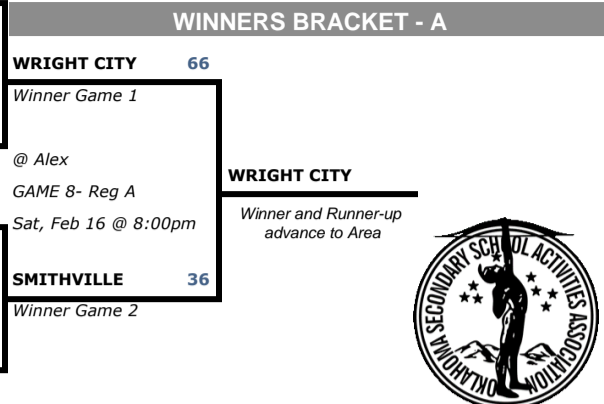 WINNERS BRACKET - A
WRIGHT CITY 66
Winner Game 1
@ Alex
GAME 8- Reg A
Sat, Feb 16 @ 8:00pm
SMITHVILLE 36
Winner Game 2
WRIGHT CITY
Winner and Runner-up
advance to Area
OKLAHOMA SECONDARY SCHOOL ACTIVITIES ASSOCIATION